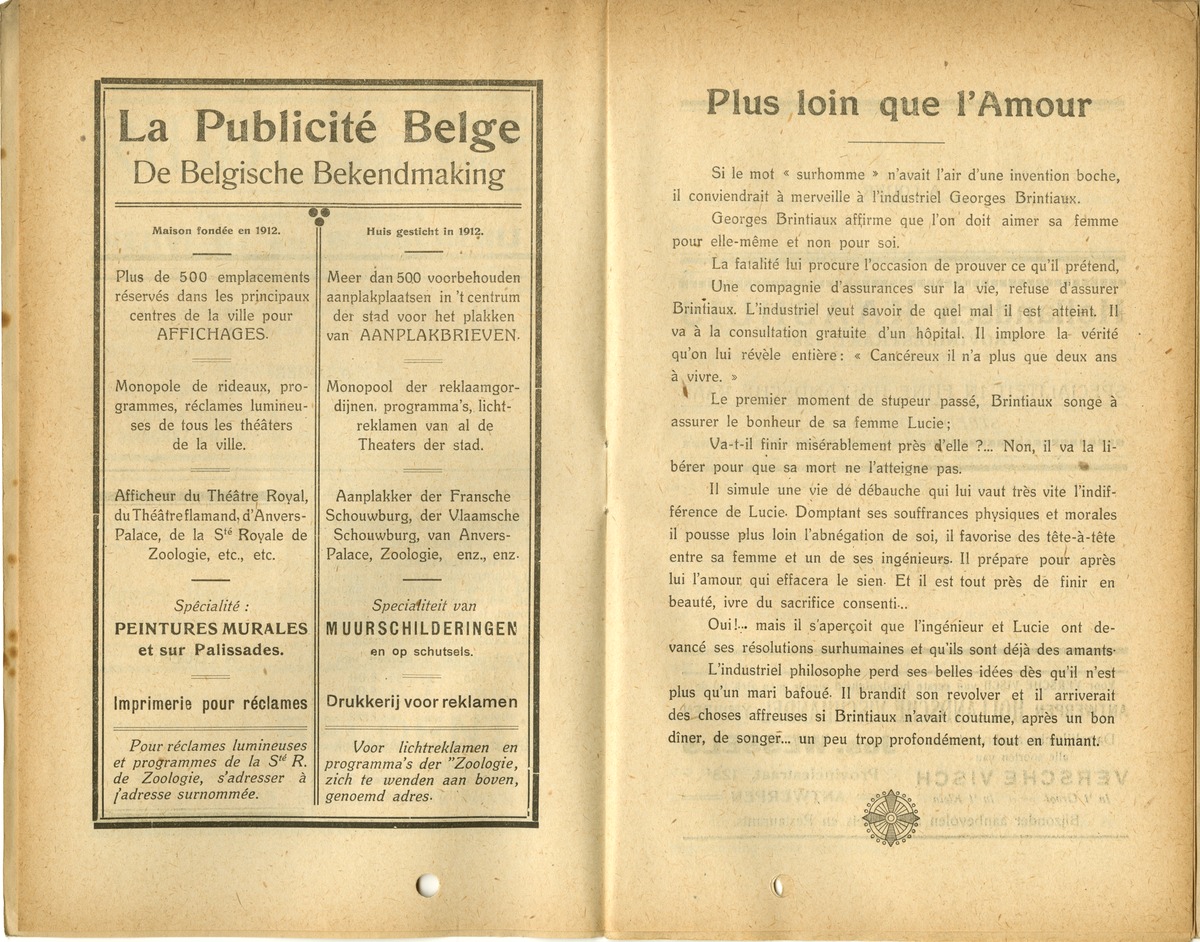 La Publicité Belge
De Belgische Bekendmaking
Maison fondée en 1912.
Plus de 500 emplacements
réservés dans les principaux
centres de la ville pour
AFFICHAGES.
Monopole de rideaux, pro-
grammes, réclames lumineu-
ses de tous les théâters
de la ville.
Afficheur du Théâtre Royal,
du Théâtre flamand, d'Anvers-
Palace, de la Sté Royale de
Zoologie, etc., etc.
Spécialité :
PEINTURES MURALES
et sur Palissades.
Imprimerie pour réclames
Pour réclames lumineuses
et programmes de la Sté R.
de Zoologie, s'adresser à
l'adresse surnommée.
Huis gesticht in 1912.
Meer dan 500 voorbehouden
aanplakplaatsen in 't centrum
der stad voor het plakken
van AANPLAKBRIEVEN.
Monopool der reklaamgor-
dijnen. programma's, licht-
reklamen van al de
Theaters der stad.
Aanplakker der Fransche
Schouwburg, der Vlaamsche
Schouwburg, van Anvers-
Palace, Zoologie, enz., enz.
Specialiteit van
MUURSCHILDERINGEN
en op schutsels.
Drukkerij voor reklamen
Voor lichtreklamen en
programma's der "Zoologie,
zich te wenden aan boven,
genoemd adres.
Plus loin que l'Amour
Si le mot « surhomme » n'avait l'air d'une invention boche,
il conviendrait à merveille à l'industriel Georges Brintiaux.
Georges Brintiaux affirme que l'on doit aimer sa femme
pour elle-même et non pour soi.
La fatalité lui procure l'occasion de prouver ce qu'il prétend,
Une compagnie d'assurances sur la vie, refuse d'assurer
Brintiaux. L'industriel veut savoir de quel mal il est atteint. Il
va à la consultation gratuite d'un hôpital. Il implore la vérité
qu'on lui révèle entière : « Cancéreux il n'a plus que deux ans
à vivre. »
Le premier moment de stupeur passé, Brintiaux songe à
assurer le bonheur de sa femme Lucie ;
Va-t-il finir misérablement près d'elle ?... Non, il va la li-
bérer pour que sa mort ne l'atteigne pas.
Il simule une vie de débauche qui lui vaut très vite l'indif-
férence de Lucie. Domptant ses souffrances physiques et morales
il pousse plus loin l'abnégation de soi, il favorise des tête-à-tête
entre sa femme et un de ses ingénieurs. Il prépare pour après
lui l'amour qui effacera le sien. Et il est tout près de finir en
beauté, ivre du sacrifice consenti...
Oui !... mais il s'aperçoit que l'ingénieur et Lucie ont de-
vancé ses résolutions surhumaines et qu'ils sont déjà des amants.
L'industriel philosophe perd ses belles idées dès qu'il n'est
plus qu'un mari bafoué. Il brandit son revolver et il arriverait
des choses affreuses si Brintiaux n'avait coutume, après un bon
dîner, de songer... un peu trop profondément, tout en fumant.